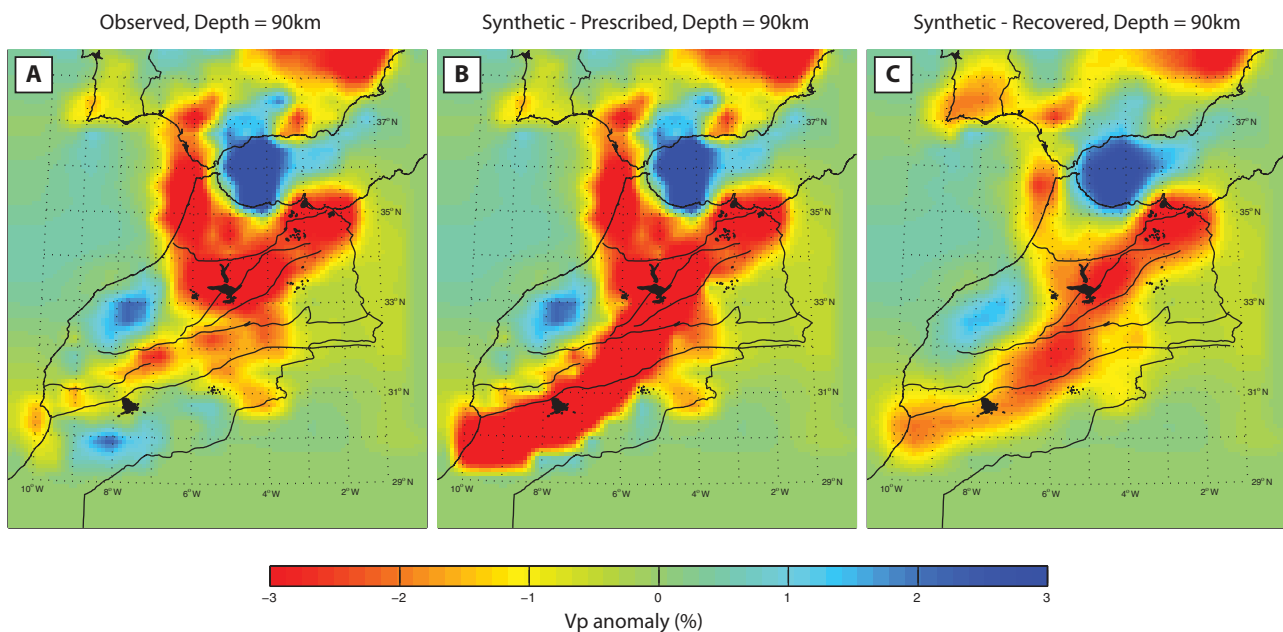 Observed, Depth = 90km
Synthetic - Prescribed, Depth = 90km
Synthetic - Recovered, Depth = 90km
A
B
C
37°N
37°N
37°N
35°N
35°N
35°N
33°N
33°N
33°N
31°N
31°N
31°N
10°W
8°W
6°W
4°W
2°W
29°N
10°W
8°W
6°W
4°W
2°W
29°N
10°W
8°W
6°W
4°W
2°W
29°N
−3
−2
−1
0
1
2
3
Vp anomaly (%)